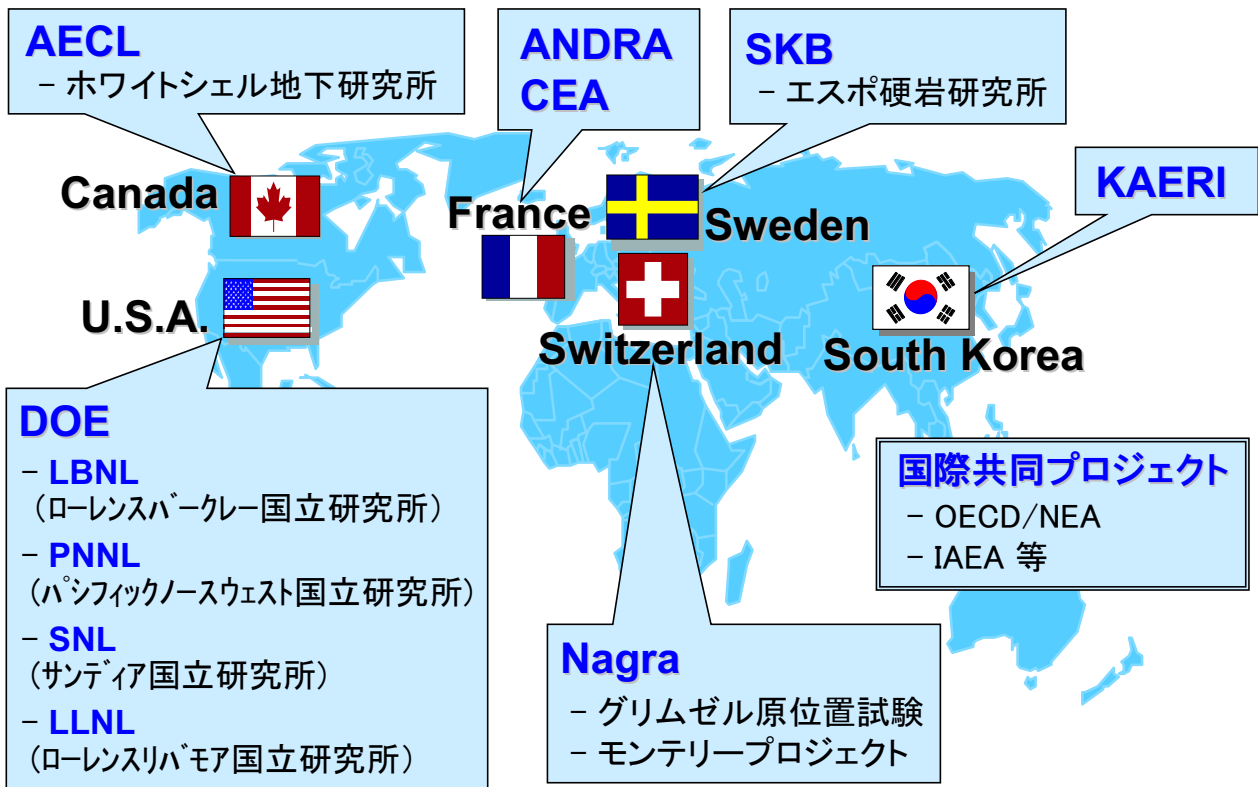 AECL
- ホワイトシェル地下研究所
ANDRA
CEA
SKB
- エスポ硬岩研究所
KAERI
Canada
France
Sweden
U.S.A.
Switzerland
South Korea
DOE
- LBNL
(ローレンスバークレー国立研究所)
- PNNL
(パシフィックノースウェスト国立研究所)
- SNL
(サンディア国立研究所)
- LLNL
(ローレンスリバモア国立研究所)
国際共同プロジェクト
- OECD/NEA
- IAEA 等
Nagra
- グリムゼル原位置試験
- モンテリープロジェクト